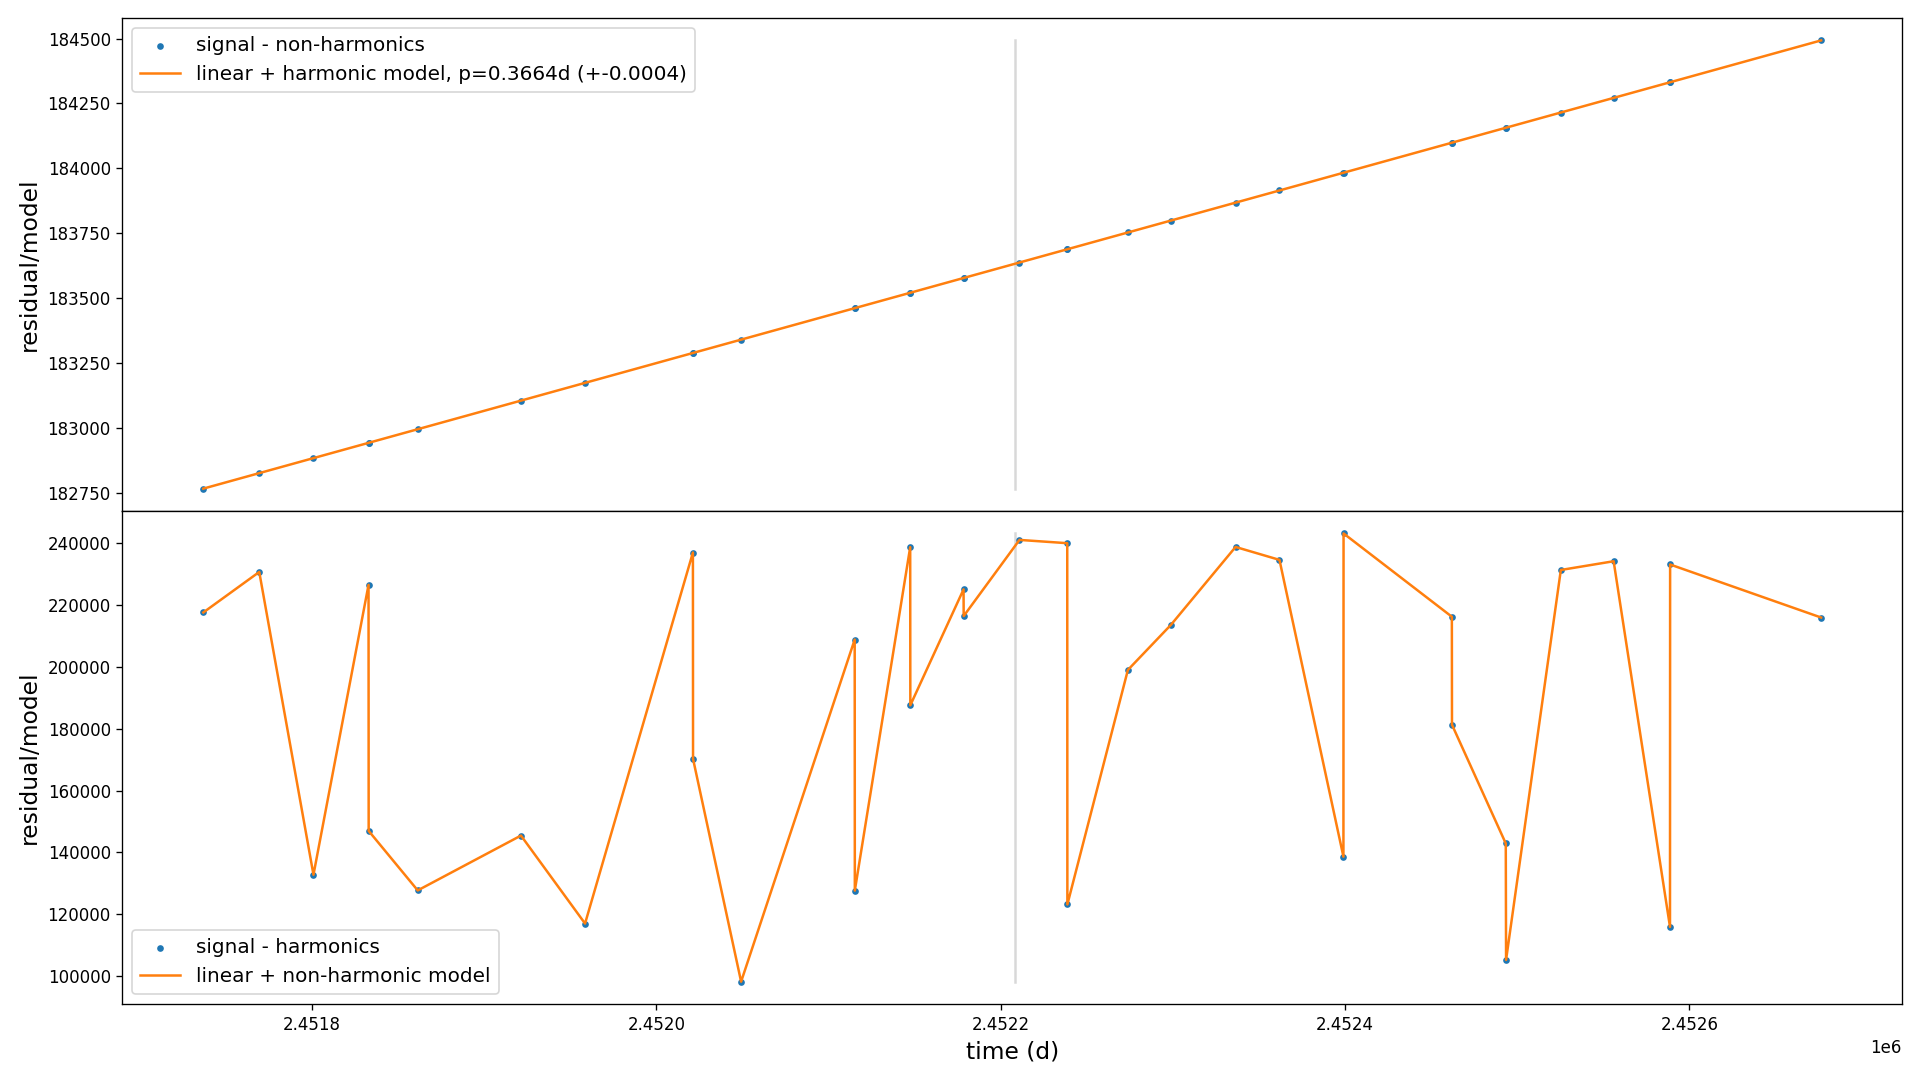 184500
184250
184000
183750
183500
183250
183000
182750
residual/model
signal - non-harmonics
linear + harmonic model, p=0.3664d (+-0.0004)
240000
220000
200000
180000
160000
140000
120000
100000
residual/model
signal - harmonics
linear + non-harmonic model
2.4518 2.4520 2.4522 2.4524 2.4526
time (d)
1e6